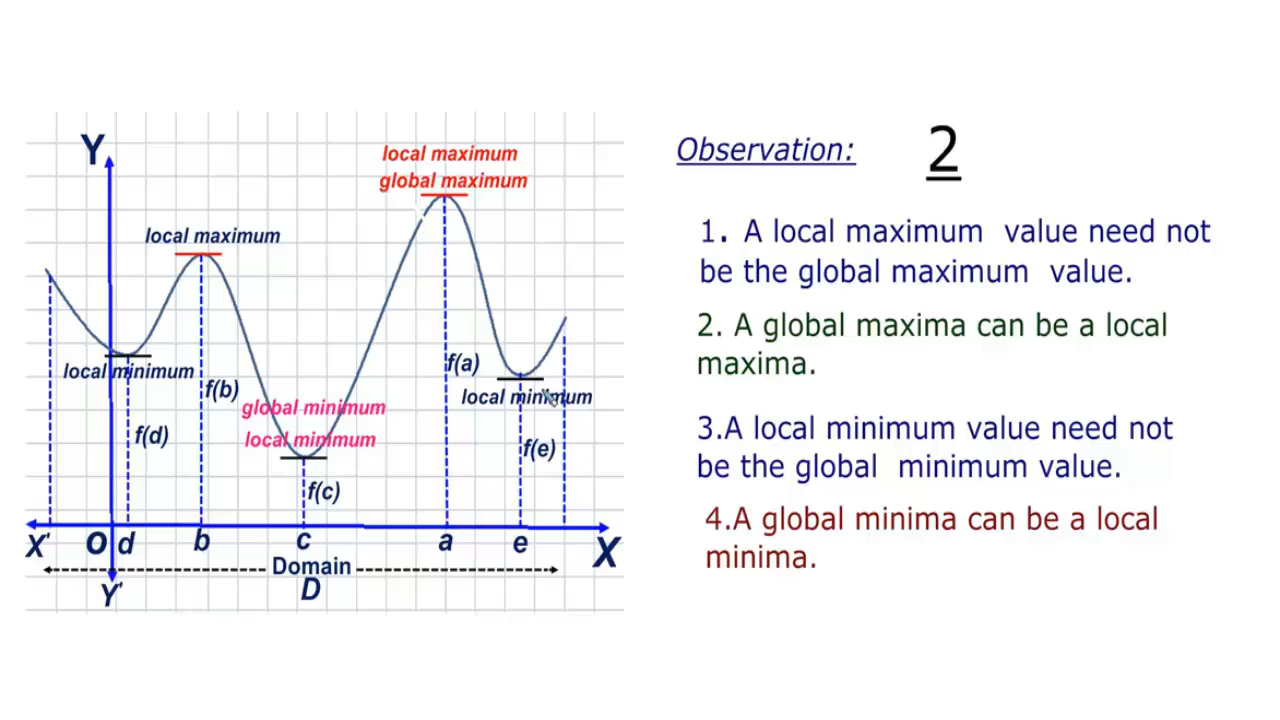 Y
local maximum
global maximum
local maximum
local minimum
f(b)
f(a)
global minimum
local minimum
local minimum
f(d)
f(e)
f(c)
X'
O
d
b
c
a
e
X
Domain
D
Y'
Observation:
2
1. A local maximum value need not
be the global maximum value.
2. A global maxima can be a local
maxima.
3.A local minimum value need not
be the global minimum value.
4.A global minima can be a local
minima.